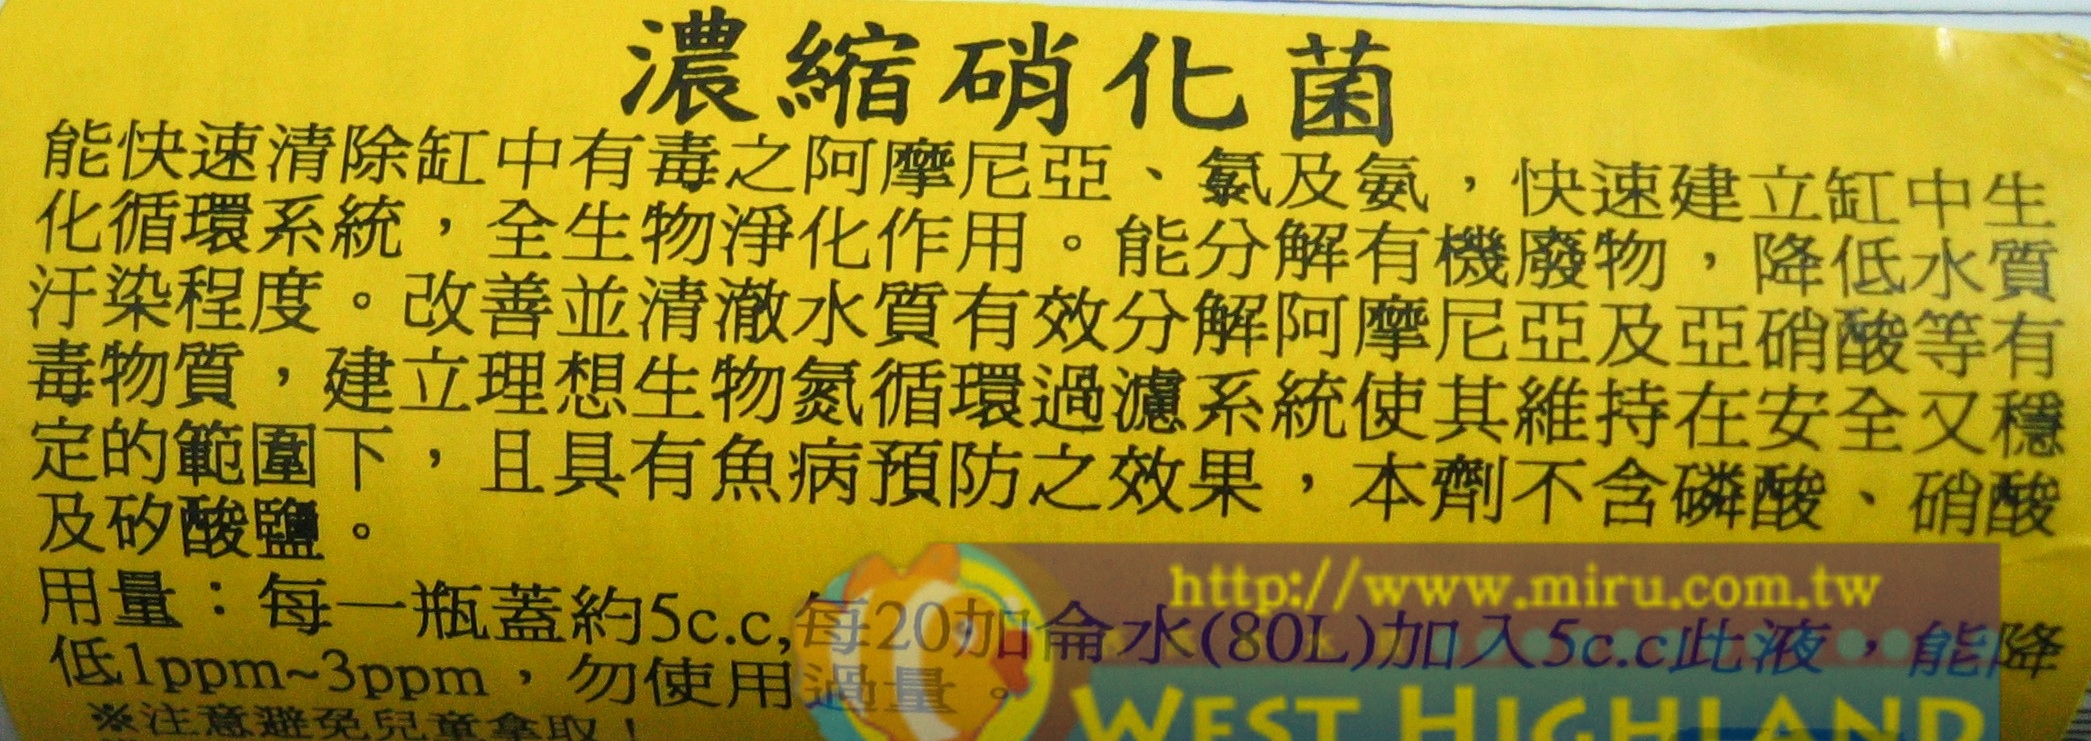 濃縮硝化菌
能快速清除缸中有毒之阿摩尼亞、氯及氨，快速建立缸中生
化循環系統，全生物淨化作用。能分解有機廢物，降低水質
汙染程度。改善並清澈水質有效分解阿摩尼亞及亞硝酸等有
毒物質，建立理想生物氮循環過濾系統使其維持在安全又穩
定的範圍下，且具有魚病預防之效果，本劑不含磷酸、硝酸
及矽酸鹽。
http://www.miru.com.tw
用量：每一瓶蓋約5c.c,每20加侖水(80L)加入5c.c此液，能降
低1ppm~3ppm，勿使用過量。
WEST HIGHLAND
※注意避免兒童拿取！